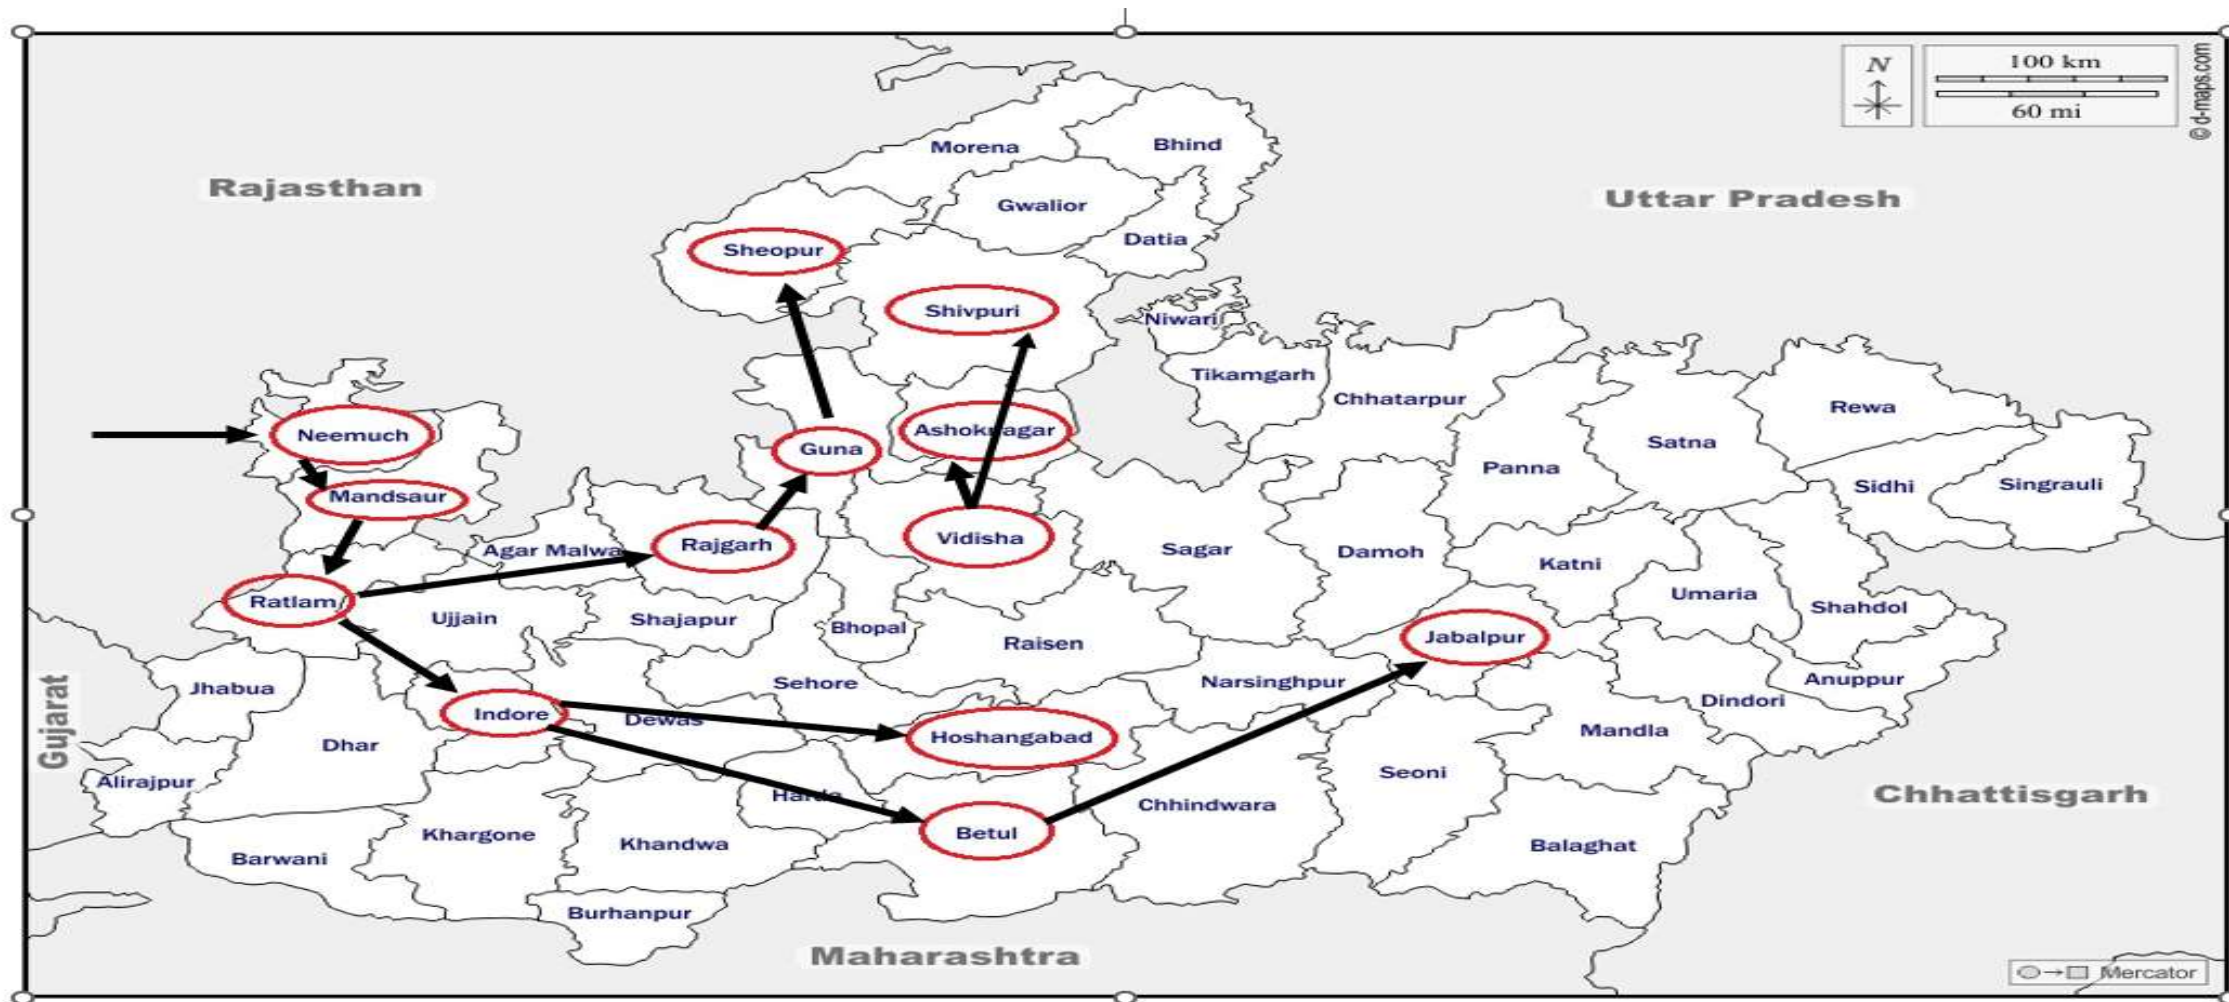 N
100 km
60 mi
© d-maps.com
Morena
Bhind
Rajasthan
Uttar Pradesh
Gwalior
Datia
Sheopur
Shivpuri
Niwari
Tikamgarh
Chhatarpur
Rewa
Neemuch
Ashoknagar
Guna
Satna
Panna
Sidhi
Singrauli
Mandsaur
Agar Malwa
Rajgarh
Vidisha
Sagar
Damoh
Katni
Ratlam
Umaria
Shahdol
Ujjain
Shajapur
Bhopal
Raisen
Jabalpur
Gujarat
Jhabua
Sehore
Narsinghpur
Anuppur
Dindori
Indore
Dewas
Hoshangabad
Mandla
Dhar
Seoni
Alirajpur
Harda
Chhindwara
Chhattisgarh
Khargone
Khandwa
Betul
Balaghat
Barwani
Burhanpur
Maharashtra
Mercator